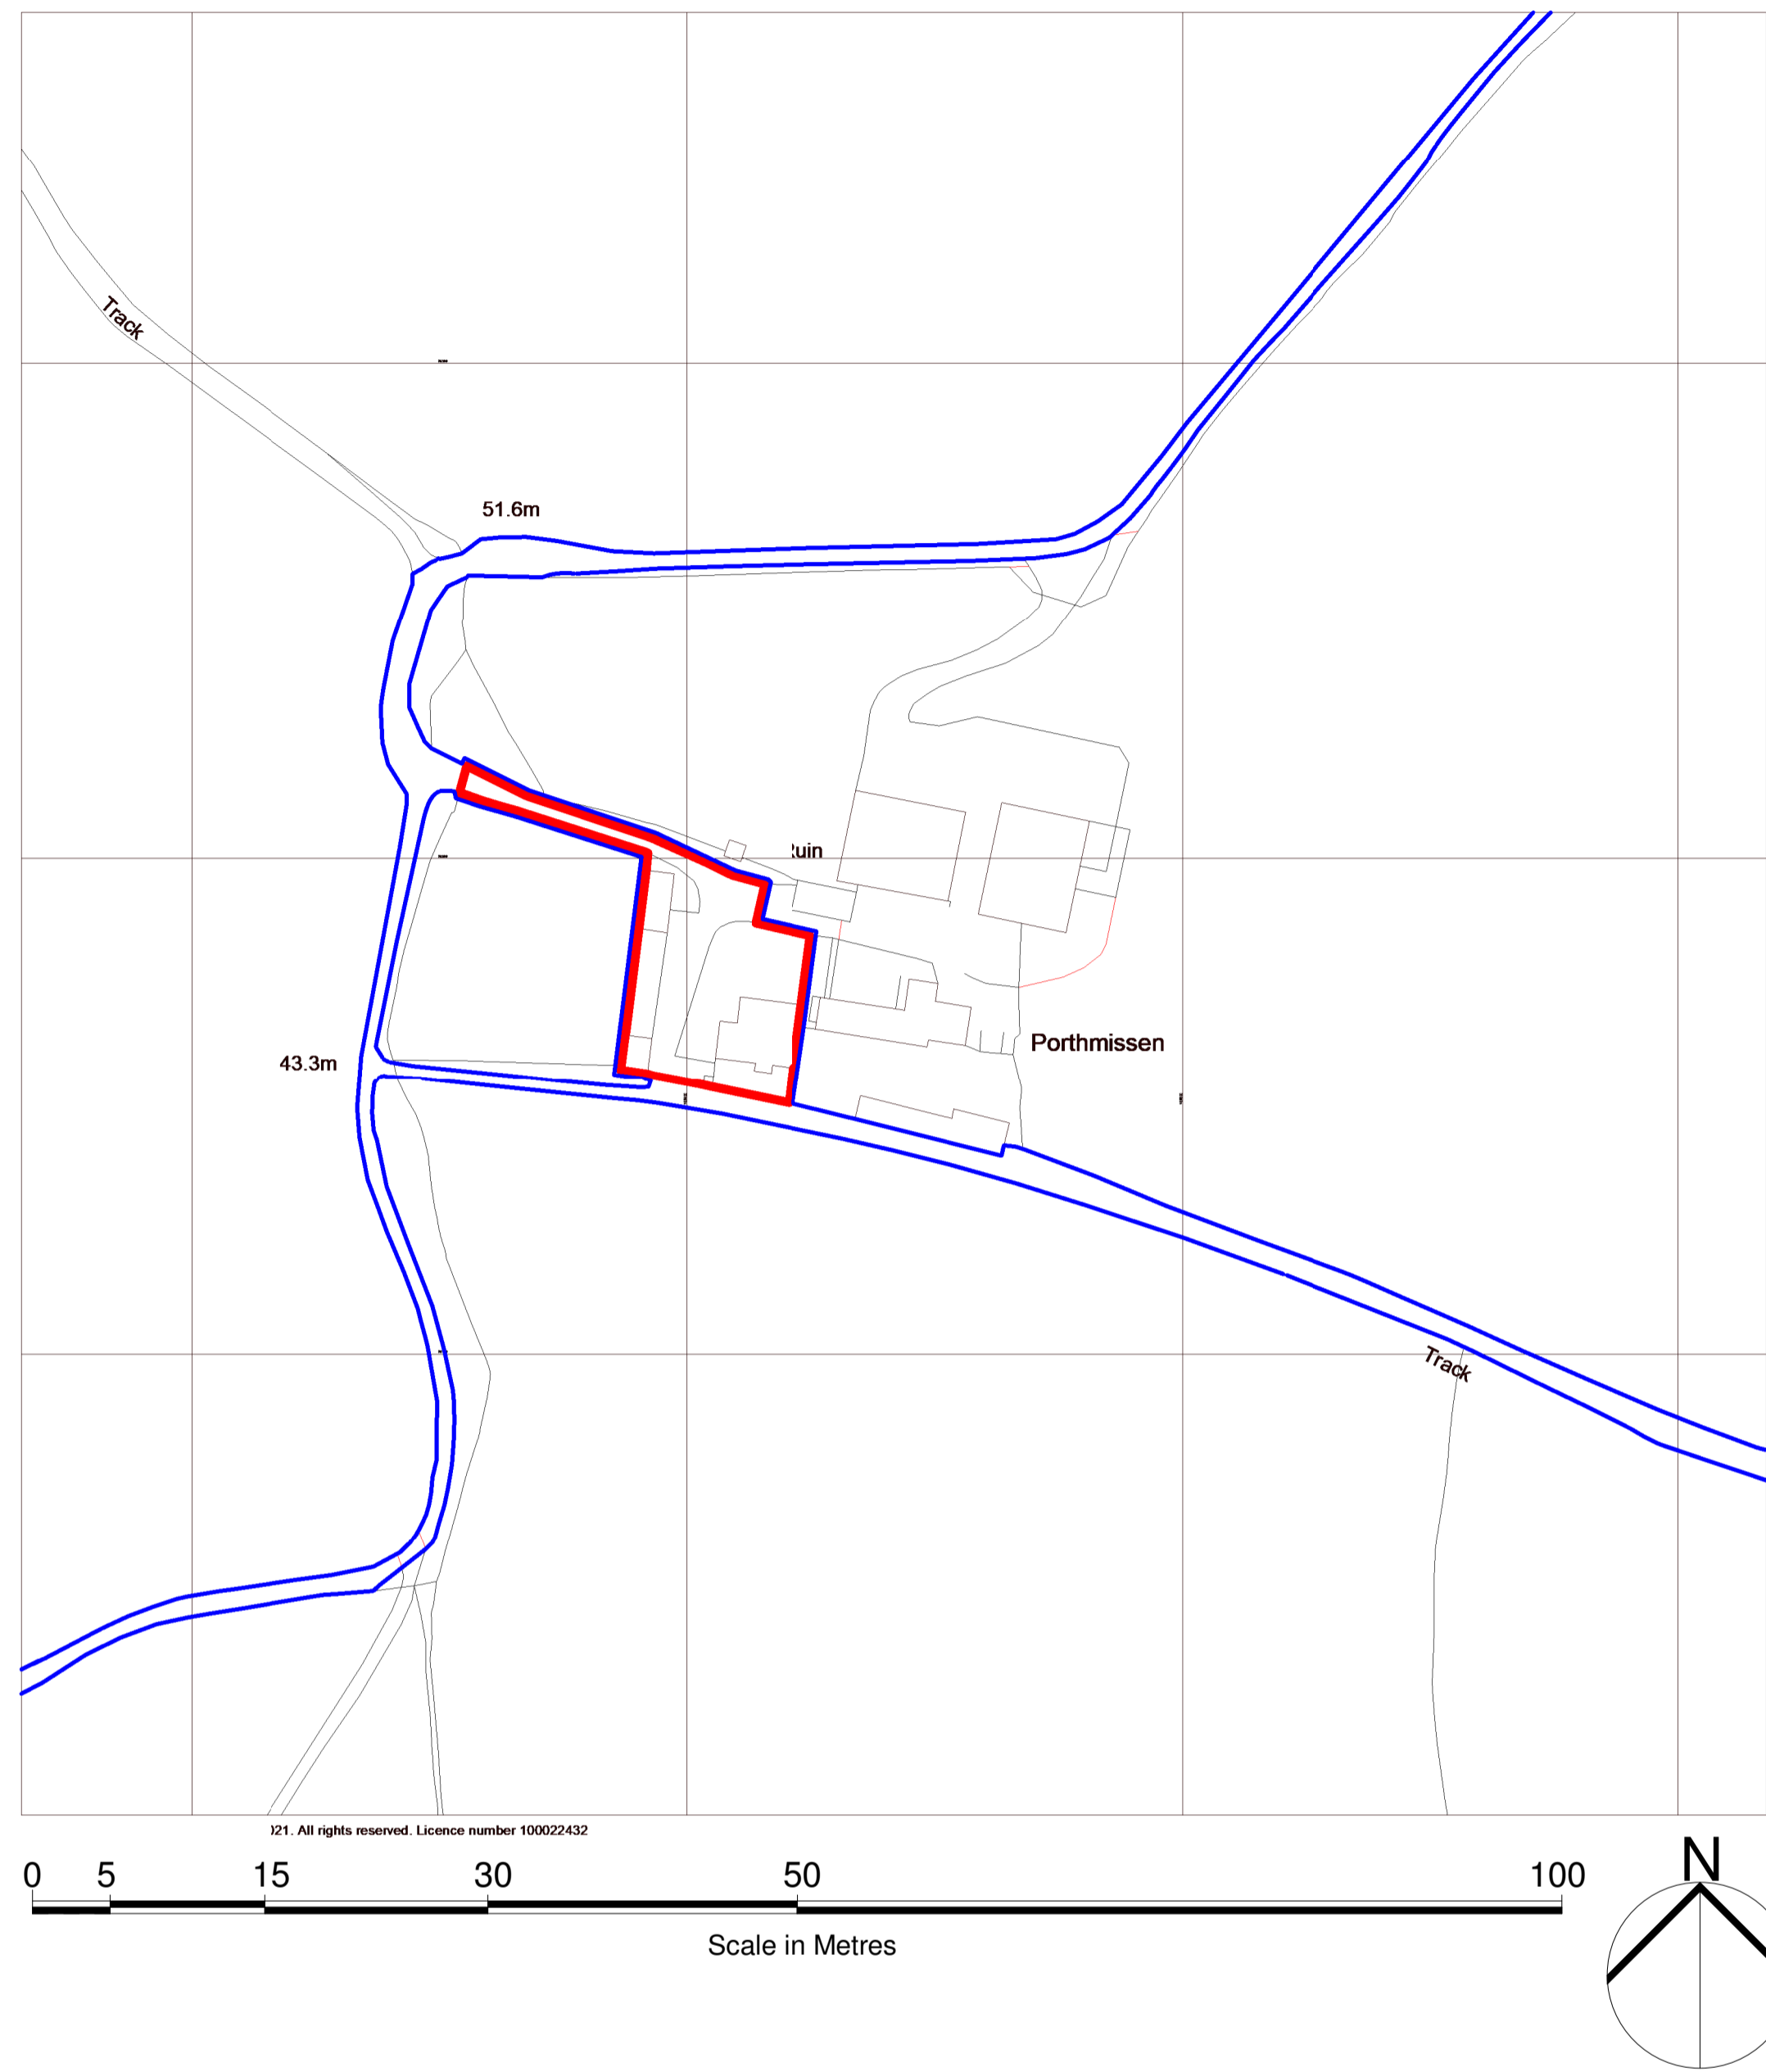 Track
51.6m
uin
Porthmissen
43.3m
Track
021. All rights reserved. Licence number 100022432
0 5 15 30 50 100
N
Scale in Metres